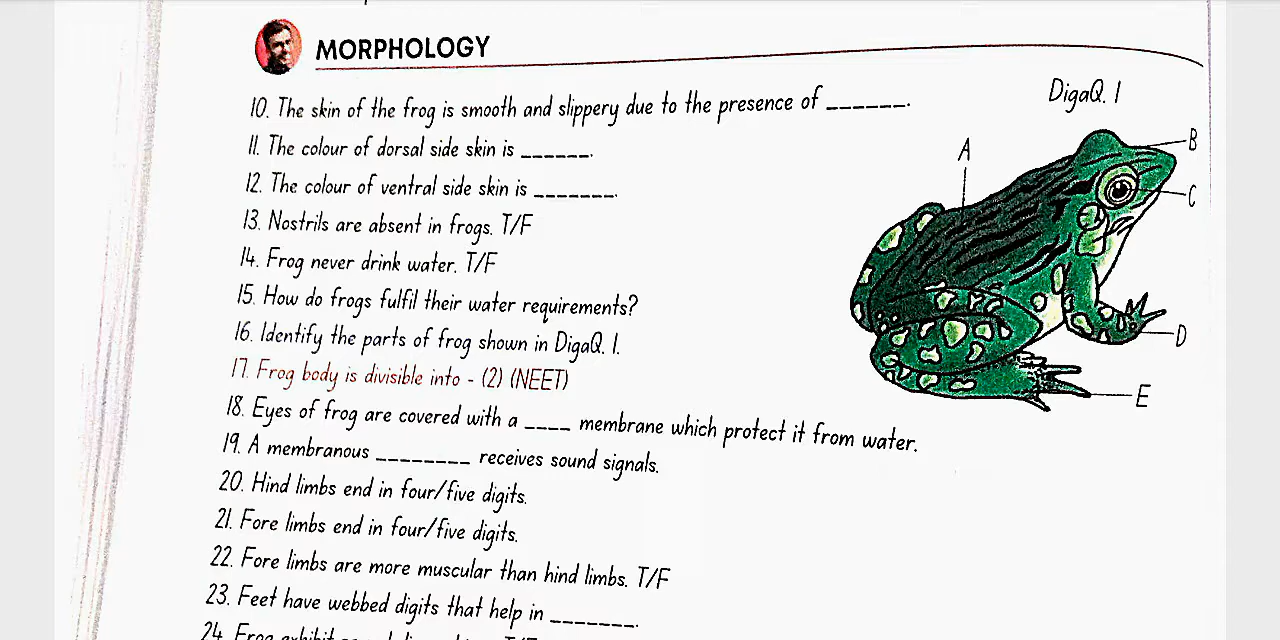 MORPHOLOGY
10. The skin of the frog is smooth and slippery due to the presence of ______.
DigaQ. 1
11. The colour of dorsal side skin is ______.
12. The colour of ventral side skin is _______.
13. Nostrils are absent in frogs. T/F
14. Frog never drink water. T/F
15. How do frogs fulfil their water requirements?
16. Identify the parts of frog shown in DigaQ. 1.
17. Frog body is divisible into - (2) (NEET)
18. Eyes of frog are covered with a ____ membrane which protect it from water.
19. A membranous ________ receives sound signals.
20. Hind limbs end in four/five digits.
21. Fore limbs end in four/five digits.
22. Fore limbs are more muscular than hind limbs. T/F
23. Feet have webbed digits that help in _______.
24. Frog exhibit
A
B
C
D
E